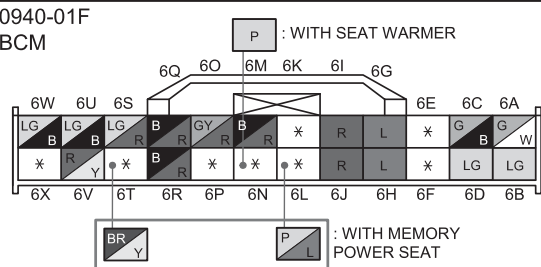 0940-01F
BCM
P : WITH SEAT WARMER
6Q 6O 6M 6K 6I 6G
6W 6U 6S 6E 6C 6A
LG B LG B LG R B R GY R B R * R L * G B G W
* R Y * B R * * * R L * LG LG
6X 6V 6T 6R 6P 6N 6L 6J 6H 6F 6D 6B
BR Y P L : WITH MEMORY
POWER SEAT